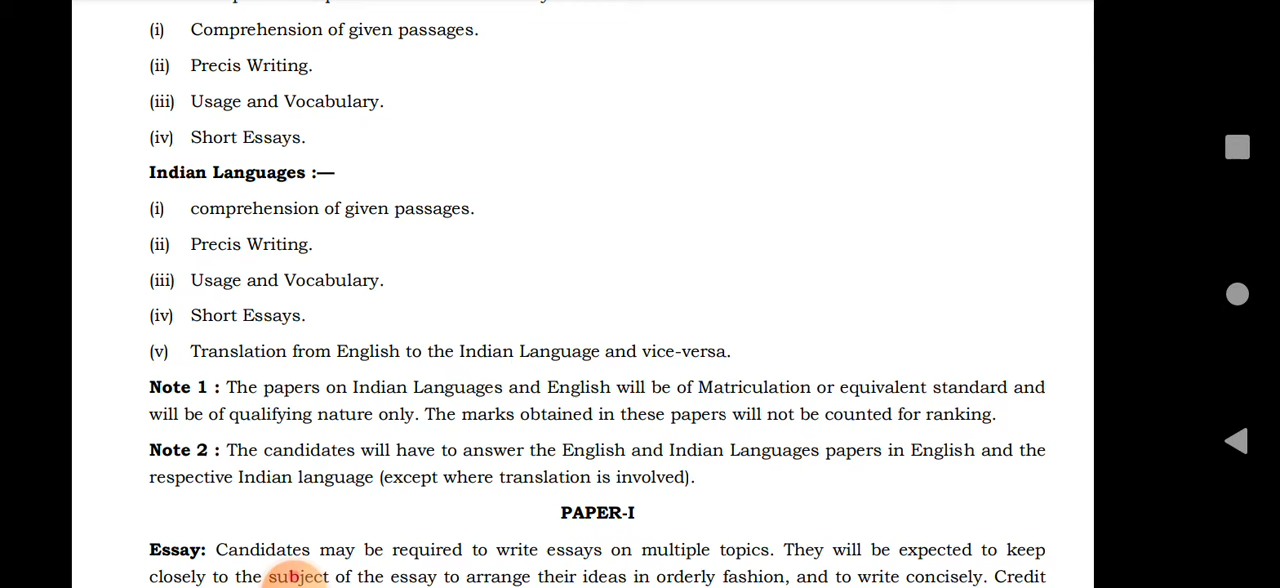 (i) Comprehension of given passages.
(ii) Precis Writing.
(iii) Usage and Vocabulary.
(iv) Short Essays.
Indian Languages :—
(i) comprehension of given passages.
(ii) Precis Writing.
(iii) Usage and Vocabulary.
(iv) Short Essays.
(v) Translation from English to the Indian Language and vice-versa.
Note 1 : The papers on Indian Languages and English will be of Matriculation or equivalent standard and
will be of qualifying nature only. The marks obtained in these papers will not be counted for ranking.
Note 2 : The candidates will have to answer the English and Indian Languages papers in English and the
respective Indian language (except where translation is involved).
PAPER-I
Essay: Candidates may be required to write essays on multiple topics. They will be expected to keep
closely to the subject of the essay to arrange their ideas in orderly fashion, and to write concisely. Credit